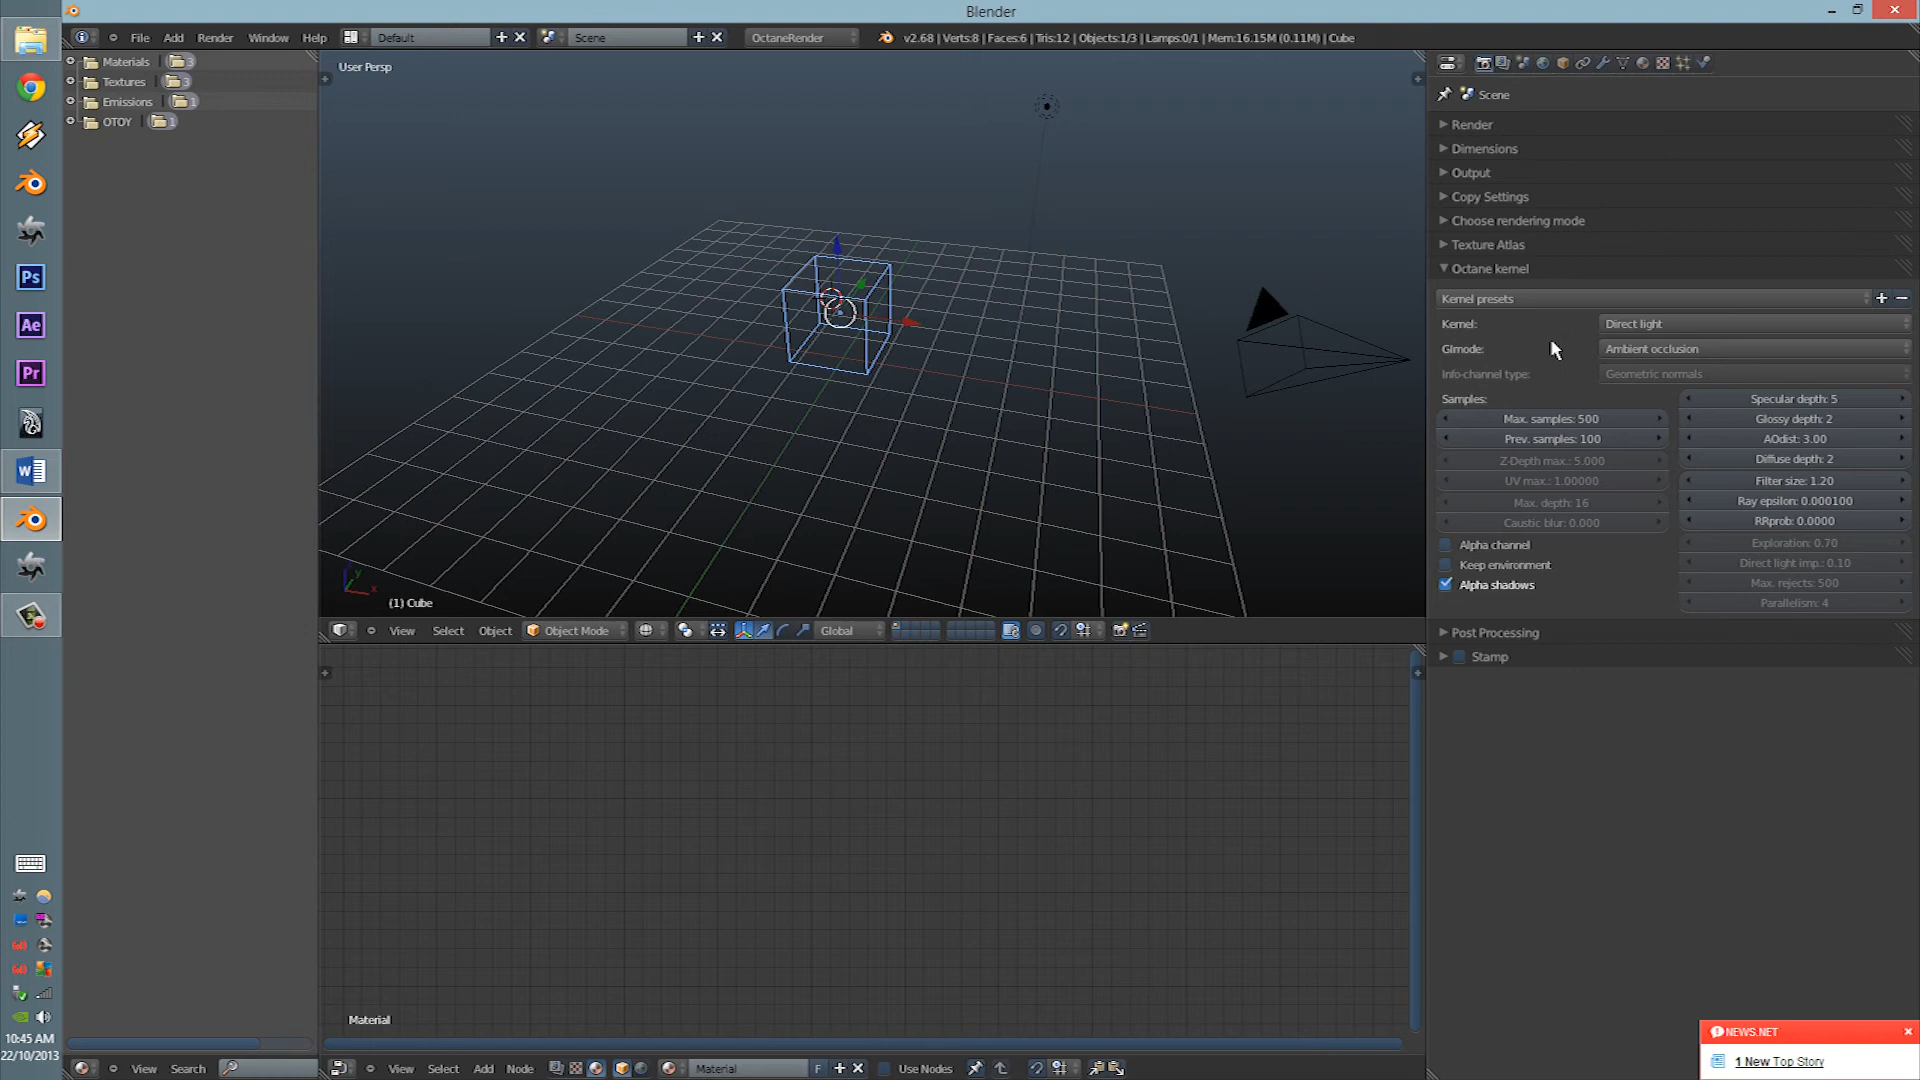 Blender
File Add Render Window Help Default Scene OctaneRender v2.68 | Verts:8 | Faces:6 | Tris:12 | Objects:1/3 | Lamps:0/1 | Mem:16.15M (0.11M) | Cube
Materials 3
Textures 3
Emissions 1
OTOY 1
User Persp
(1) Cube
z
y
x
View Select Object Object Mode Global
Material
View Search View Select Add Node Material F Use Nodes
Scene
Render
Dimensions
Output
Copy Settings
Choose rendering mode
Texture Atlas
Octane kernel
Kernel presets
Kernel: Direct light
GImode: Ambient occlusion
Info-channel type: Geometric normals
Samples: Specular depth: 5
Max. samples: 500 Glossy depth: 2
Prev. samples: 100 AOdist: 3.00
Z-Depth max.: 5.000 Diffuse depth: 2
UV max.: 1.00000 Filter size: 1.20
Max. depth: 16 Ray epsilon: 0.000100
Caustic blur: 0.000 RRprob: 0.0000
Alpha channel Exploration: 0.70
Keep environment Direct light imp.: 0.10
Alpha shadows Max. rejects: 500
Parallelism: 4
Post Processing
Stamp
Ps
Ae
Pr
W
10:45 AM
22/10/2013
NEWS.NET
1 New Top Story